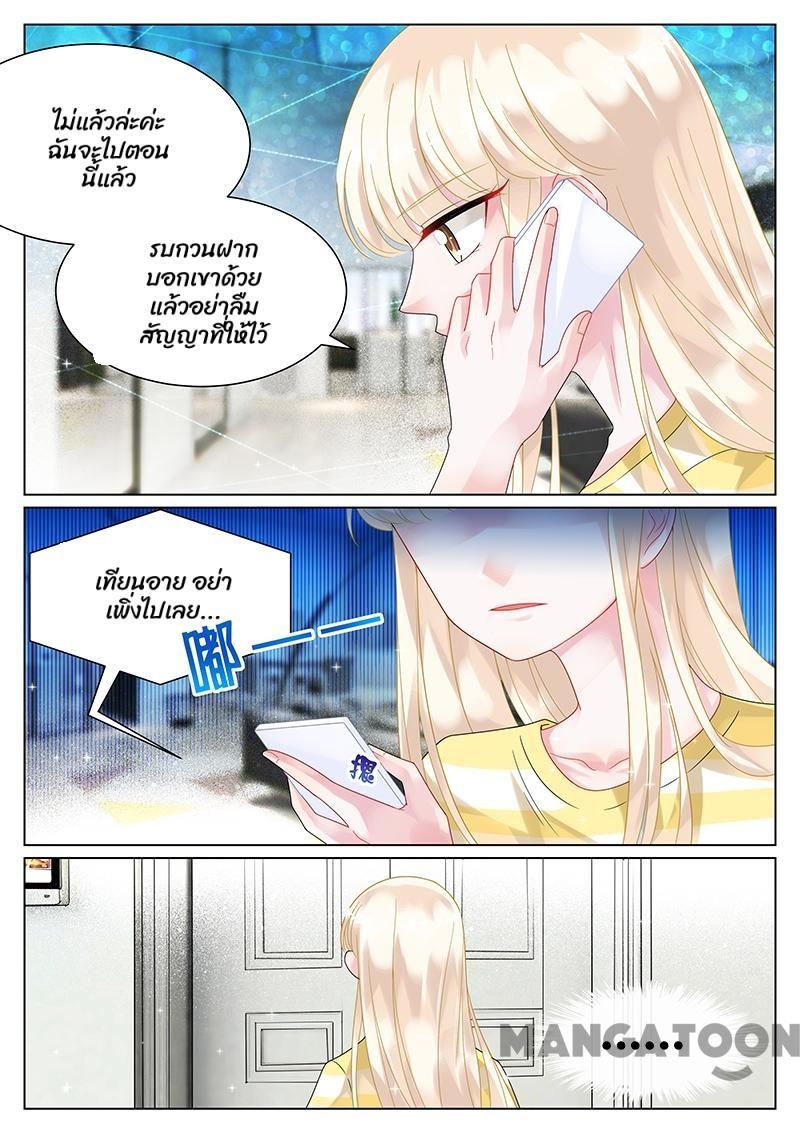 ไม่แล้วล่ะค่ะ
ฉันจะไปตอน
นี้แล้ว
รบกวนฝาก
บอกเขาด้วย
แล้วอย่าลืม
สัญญาที่ให้ไว้
เทียนอาย อย่า
เพิ่งไปเลย...
嘟——
摁
......
MANGATOON